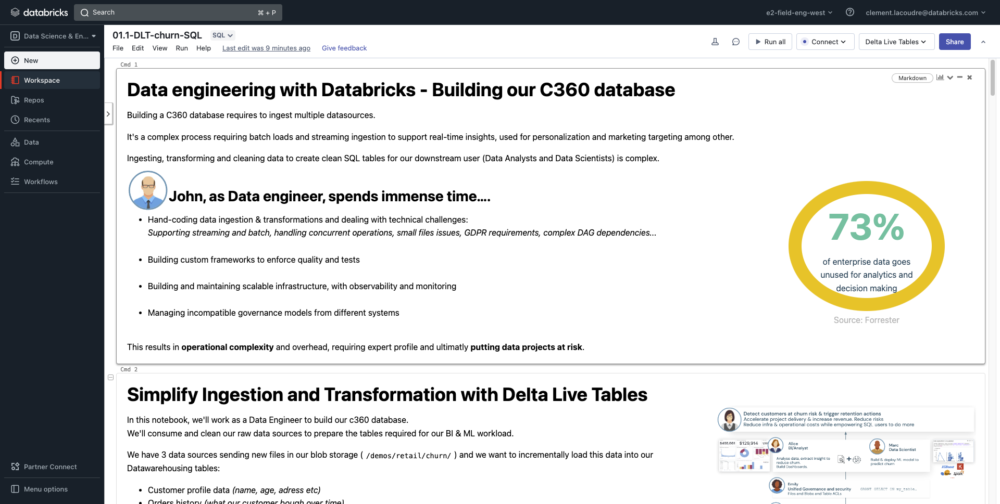 databricks
Search
⌘ + P
e2-field-eng-west
clement.lacoudre@databricks.com
D
Data Science & En...
New
Workspace
Repos
Recents
Data
Compute
Workflows
Partner Connect
Menu options
01.1-DLT-churn-SQL
SQL
File Edit View Run Help Last edit was 9 minutes ago Give feedback
Run all
Connect
Delta Live Tables
Share
Cmd 1
Markdown
Data engineering with Databricks - Building our C360 database
Building a C360 database requires to ingest multiple datasources.
It's a complex process requiring batch loads and streaming ingestion to support real-time insights, used for personalization and marketing targeting among other.
Ingesting, transforming and cleaning data to create clean SQL tables for our downstream user (Data Analysts and Data Scientists) is complex.
John, as Data engineer, spends immense time….
• Hand-coding data ingestion & transformations and dealing with technical challenges:
Supporting streaming and batch, handling concurrent operations, small files issues, GDPR requirements, complex DAG dependencies...
• Building custom frameworks to enforce quality and tests
• Building and maintaining scalable infrastructure, with observability and monitoring
• Managing incompatible governance models from different systems
73%
of enterprise data goes
unused for analytics and
decision making
Source: Forrester
This results in operational complexity and overhead, requiring expert profile and ultimatly putting data projects at risk.
Cmd 2
Simplify Ingestion and Transformation with Delta Live Tables
In this notebook, we'll work as a Data Engineer to build our c360 database.
We'll consume and clean our raw data sources to prepare the tables required for our BI & ML workload.
We have 3 data sources sending new files in our blob storage ( /demos/retail/churn/ ) and we want to incrementally load this data into our
Datawarehousing tables:
• Customer profile data (name, age, adress etc)
• Orders history (what our customer bough over time)
Detect customers at churn risk & trigger retention actions
Accelerate project delivery & increase revenue. Reduce risks
Reduce infra & operational costs while empowering SQL users to do more
$458,661
$129,914
Alice
BI/Analyst
Analyse data, extract insight to
reduce churn.
Build Dashboards.
Marc
Data Scientist
Build & deploy ML model to
predict churn
XGBoost
K
Spark
Emily
Unified Governance and security
Files and Blobs and Table ACLs
GRANT SELECT ON my_table…